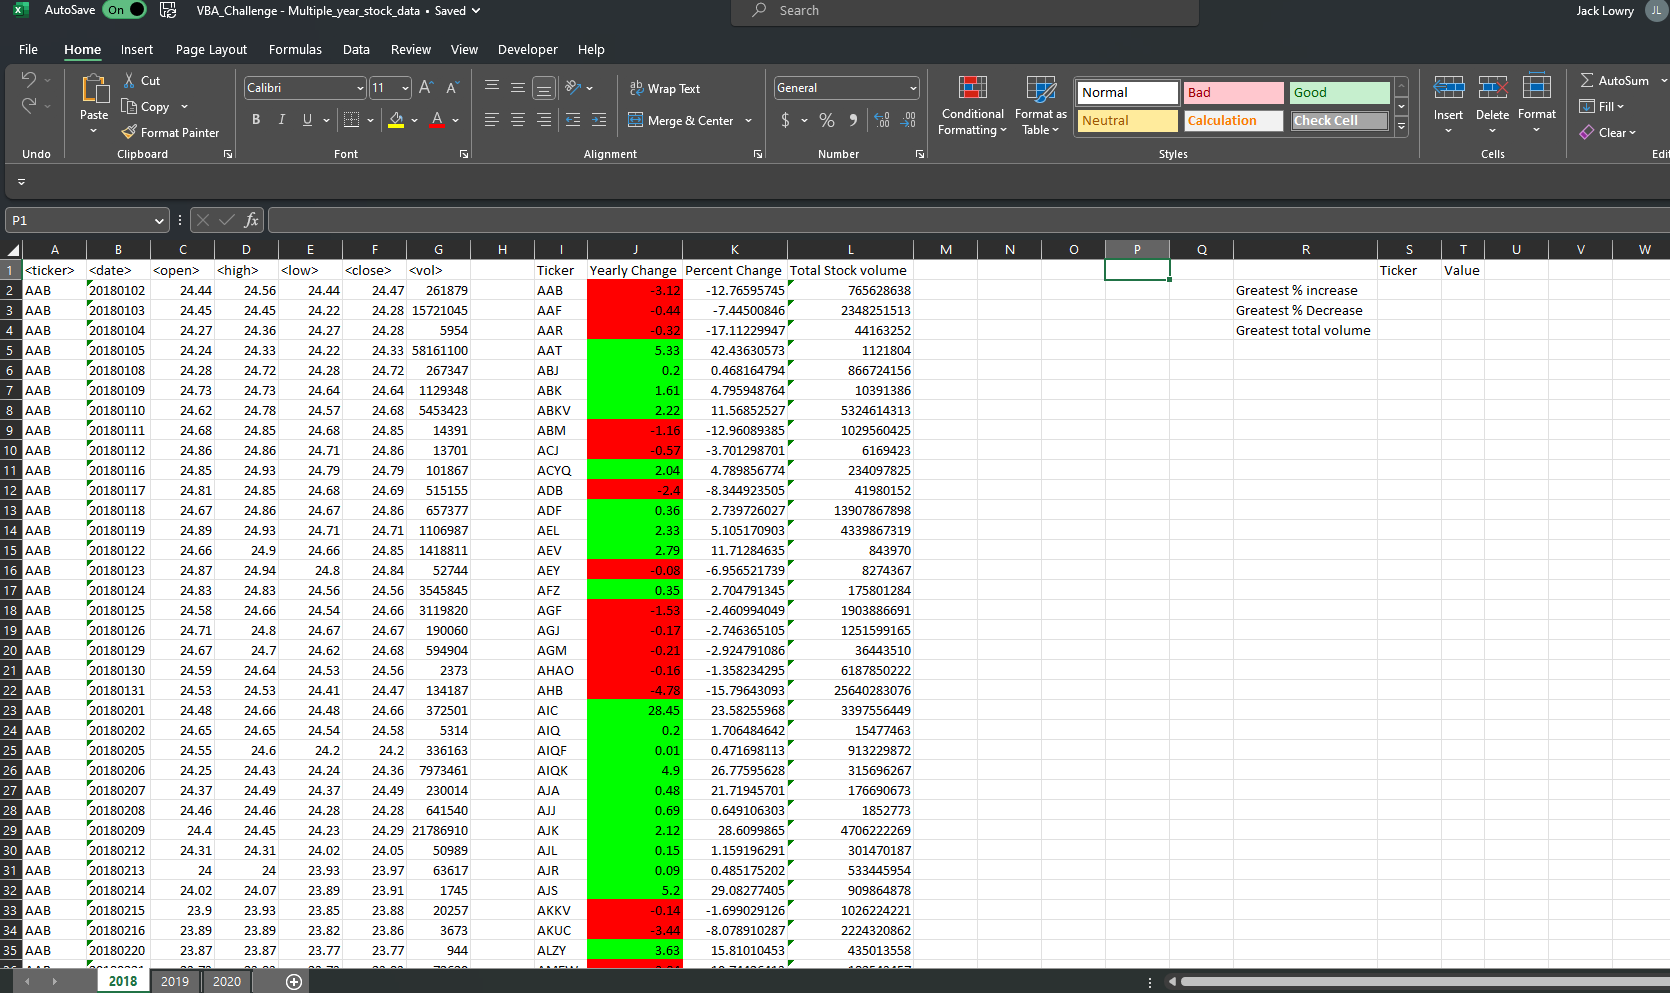 AutoSave On VBA_Challenge - Multiple_year_stock_data • Saved Search Jack Lowry JL
File Home Insert Page Layout Formulas Data Review View Developer Help
Cut
Copy
Format Painter
Paste
Calibri 11
B I U A
Wrap Text
Merge & Center
General
$ % 9
Conditional Formatting
Format as Table
Normal Bad Good
Neutral Calculation Check Cell
Insert Delete Format
AutoSum
Fill
Clear
Undo Clipboard Font Alignment Number Styles Cells Edi
P1 fx
A B C D E F G H I J K L M N O P Q R S T U V W
1 <ticker> <date> <open> <high> <low> <close> <vol> Ticker Yearly Change Percent Change Total Stock volume Ticker Value
2 AAB 20180102 24.44 24.56 24.44 24.47 261879 AAB -3.12 -12.76595745 765628638 Greatest % increase
3 AAB 20180103 24.45 24.45 24.22 24.28 15721045 AAF -0.44 -7.44500846 2348251513 Greatest % Decrease
4 AAB 20180104 24.27 24.36 24.27 24.28 5954 AAR -0.32 -17.11229947 44163252 Greatest total volume
5 AAB 20180105 24.24 24.33 24.22 24.33 58161100 AAT 5.33 42.43630573 1121804
6 AAB 20180108 24.28 24.72 24.28 24.72 267347 ABJ 0.2 0.468164794 866724156
7 AAB 20180109 24.73 24.73 24.64 24.64 1129348 ABK 1.61 4.795948764 10391386
8 AAB 20180110 24.62 24.78 24.57 24.68 5453423 ABKV 2.22 11.56852527 5324614313
9 AAB 20180111 24.68 24.85 24.68 24.85 14391 ABM -1.16 -12.96089385 1029560425
10 AAB 20180112 24.86 24.86 24.71 24.86 13701 ACJ -0.57 -3.701298701 6169423
11 AAB 20180116 24.85 24.93 24.79 24.79 101867 ACYQ 2.04 4.789856774 234097825
12 AAB 20180117 24.81 24.85 24.68 24.69 515155 ADB -2.4 -8.344923505 41980152
13 AAB 20180118 24.67 24.86 24.67 24.86 657377 ADF 0.36 2.739726027 13907867898
14 AAB 20180119 24.89 24.93 24.71 24.71 1106987 AEL 2.33 5.105170903 4339867319
15 AAB 20180122 24.66 24.9 24.66 24.85 1418811 AEV 2.79 11.71284635 843970
16 AAB 20180123 24.87 24.94 24.8 24.84 52744 AEY -0.08 -6.956521739 8274367
17 AAB 20180124 24.83 24.83 24.56 24.56 3545845 AFZ 0.35 2.704791345 175801284
18 AAB 20180125 24.58 24.66 24.54 24.66 3119820 AGF -1.53 -2.460994049 1903886691
19 AAB 20180126 24.71 24.8 24.67 24.67 190060 AGJ -0.17 -2.746365105 1251599165
20 AAB 20180129 24.67 24.7 24.62 24.68 594904 AGM -0.21 -2.924791086 36443510
21 AAB 20180130 24.59 24.64 24.53 24.56 2373 AHAO -0.16 -1.358234295 6187850222
22 AAB 20180131 24.53 24.53 24.41 24.47 134187 AHB -4.78 -15.79643093 25640283076
23 AAB 20180201 24.48 24.66 24.48 24.66 372501 AIC 28.45 23.58255968 3397556449
24 AAB 20180202 24.65 24.65 24.54 24.58 5314 AIQ 0.2 1.706484642 15477463
25 AAB 20180205 24.55 24.6 24.2 24.2 336163 AIQF 0.01 0.471698113 913229872
26 AAB 20180206 24.25 24.43 24.24 24.36 7973461 AIQK 4.9 26.77595628 315696267
27 AAB 20180207 24.37 24.49 24.37 24.49 230014 AJA 0.48 21.71945701 176690673
28 AAB 20180208 24.46 24.46 24.28 24.28 641540 AJJ 0.69 0.649106303 1852773
29 AAB 20180209 24.4 24.45 24.23 24.29 21786910 AJK 2.12 28.6099865 4706222269
30 AAB 20180212 24.31 24.31 24.02 24.05 50989 AJL 0.15 1.159196291 301470187
31 AAB 20180213 24 24 23.93 23.97 63617 AJR 0.09 0.485175202 533445954
32 AAB 20180214 24.02 24.07 23.89 23.91 1745 AJS 5.2 29.08277405 909864878
33 AAB 20180215 23.9 23.93 23.85 23.88 20257 AKKV -0.14 -1.699029126 1026224221
34 AAB 20180216 23.89 23.89 23.82 23.86 3673 AKUC -3.44 -8.078910287 2224320862
35 AAB 20180220 23.87 23.87 23.77 23.77 944 ALZY 3.63 15.81010453 435013558
2018 2019 2020